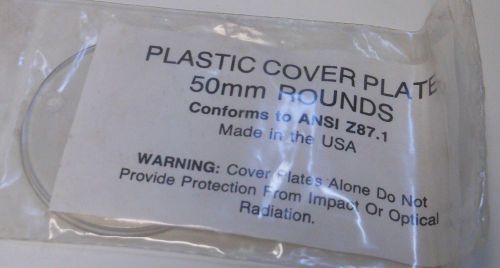 PLASTIC COVER PLATE
50mm ROUNDS
Conforms to ANSI Z87.1
Made in the USA
WARNING: Cover Plates Alone Do Not
Provide Protection From Impact Or Optical
Radiation.